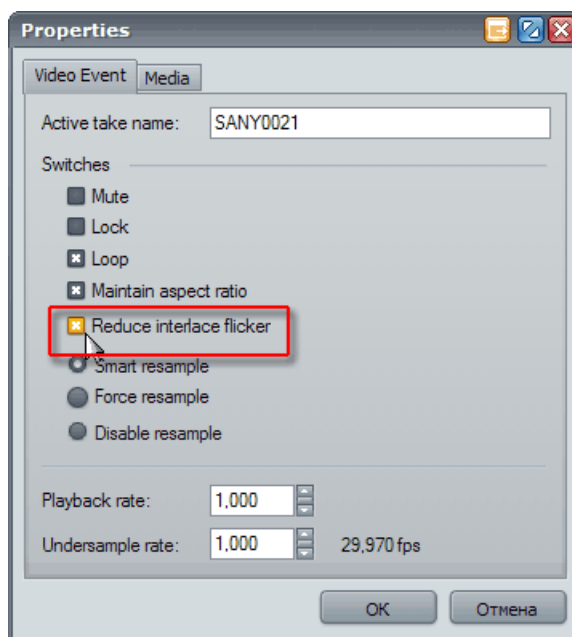 Properties
Video Event Media
Active take name: SANY0021
Switches
Mute
Lock
Loop
Maintain aspect ratio
Reduce interlace flicker
Smart resample
Force resample
Disable resample
Playback rate: 1,000
Undersample rate: 1,000 29,970 fps
OK Отмена